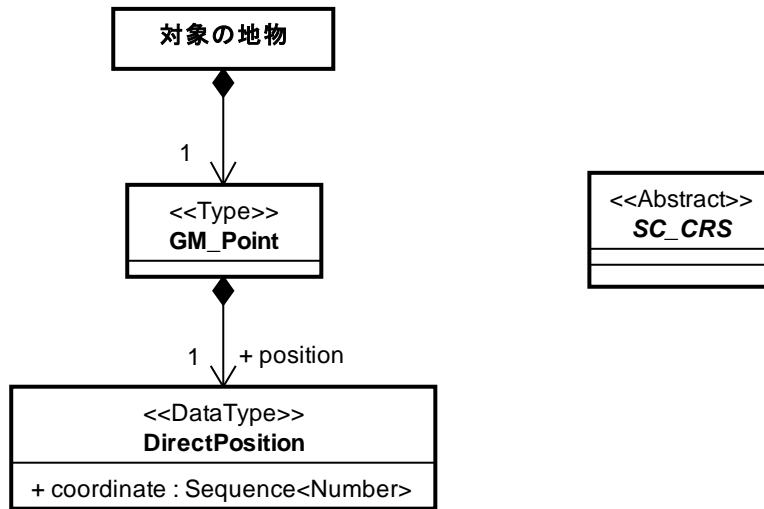 対象の地物
1
<<Type>>
GM_Point
<<Abstract>>
SC_CRS
1
+ position
<<DataType>>
DirectPosition
+ coordinate : Sequence<Number>